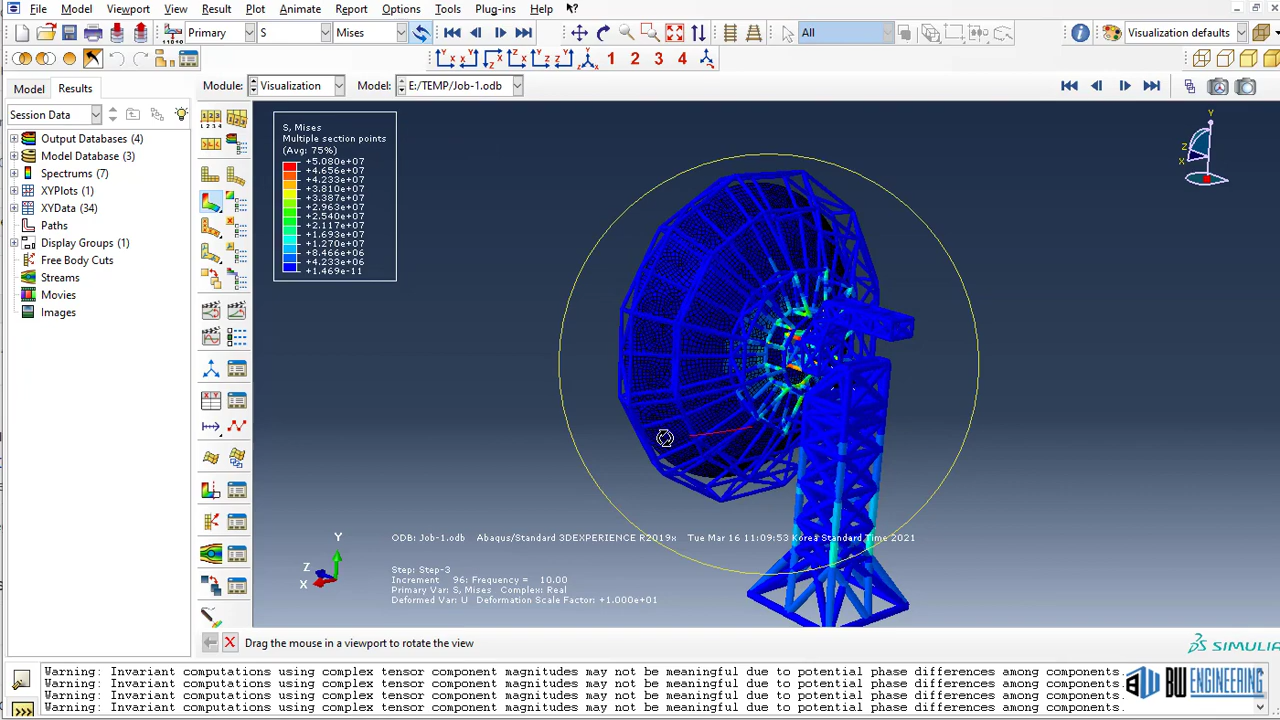 File Model Viewport View Result Plot Animate Report Options Tools Plug-ins Help
Primary S Mises All Visualization defaults
1 2 3 4
Model Results Module: Visualization Model: E:/TEMP/Job-1.odb
Session Data
Output Databases (4)
Model Database (3)
Spectrums (7)
XYPlots (1)
XYData (34)
Paths
Display Groups (1)
Free Body Cuts
Streams
Movies
Images
S, Mises
Multiple section points
(Avg: 75%)
+5.080e+07
+4.656e+07
+4.233e+07
+3.810e+07
+3.387e+07
+2.963e+07
+2.540e+07
+2.117e+07
+1.693e+07
+1.270e+07
+8.466e+06
+4.233e+06
+1.469e-11
Y
Z
X
Y
Z
X
ODB: Job-1.odb Abaqus/Standard 3DEXPERIENCE R2019x Tue Mar 16 11:09:53 Korea Standard Time 2021
Step: Step-3
Increment 96: Frequency = 10.00
Primary Var: S, Mises Complex: Real
Deformed Var: U Deformation Scale Factor: +1.000e+01
Drag the mouse in a viewport to rotate the view
SIMULIA
Warning: Invariant computations using complex tensor component magnitudes may not be meaningful due to potential phase differences among components.
Warning: Invariant computations using complex tensor component magnitudes may not be meaningful due to potential phase differences among components.
Warning: Invariant computations using complex tensor component magnitudes may not be meaningful due to potential phase differences among components.
Warning: Invariant computations using complex tensor component magnitudes may not be meaningful due to potential phase differences among components.
BW ENGINEERING